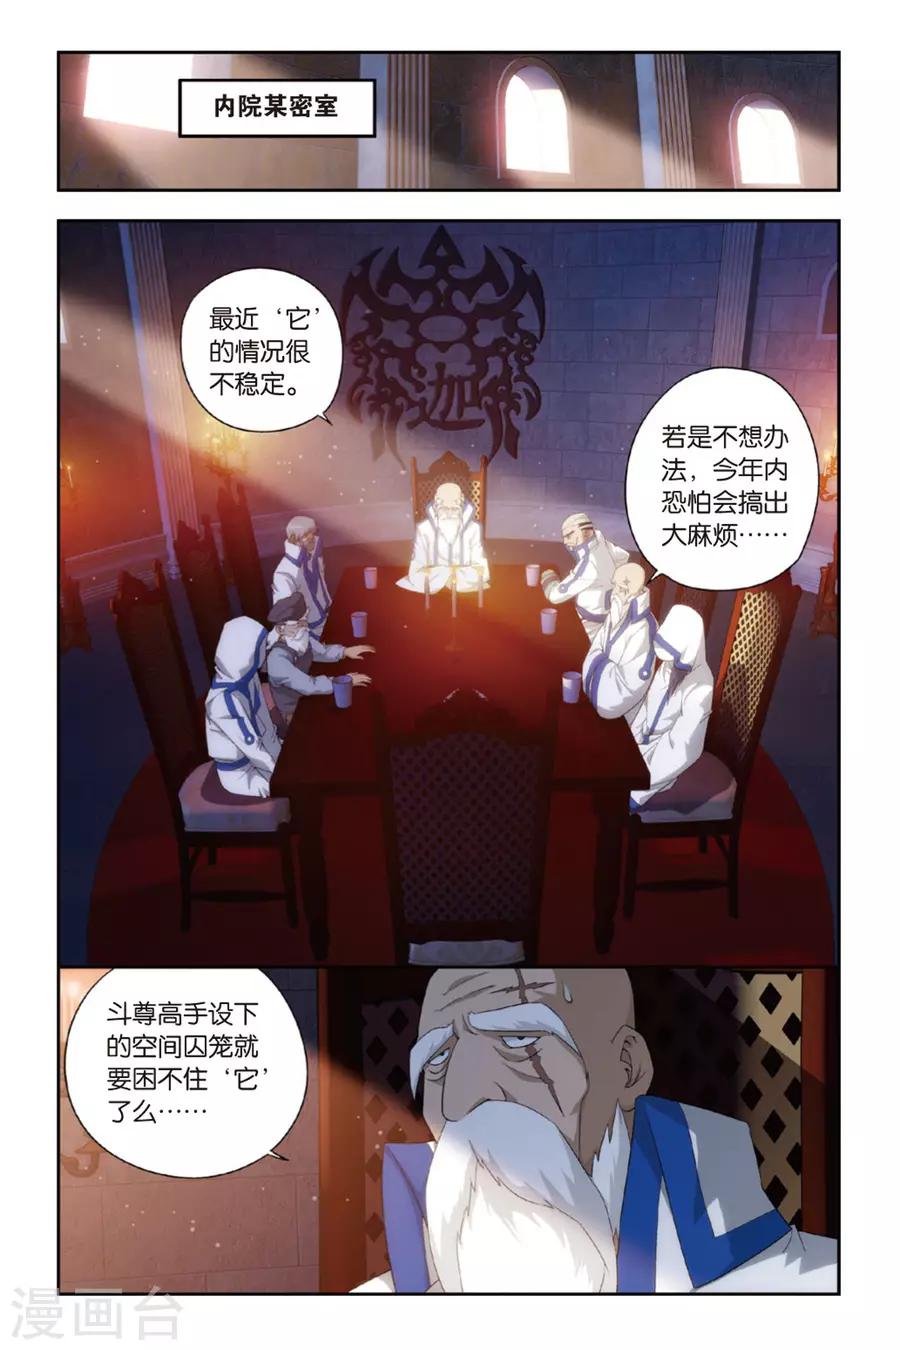 内院某密室
最近‘它’
的情况很
不稳定。
迦
若是不想办
法，今年内
恐怕会搞出
大麻烦……
斗尊高手设下
的空间囚笼就
要困不住‘它’
了么……
漫画台